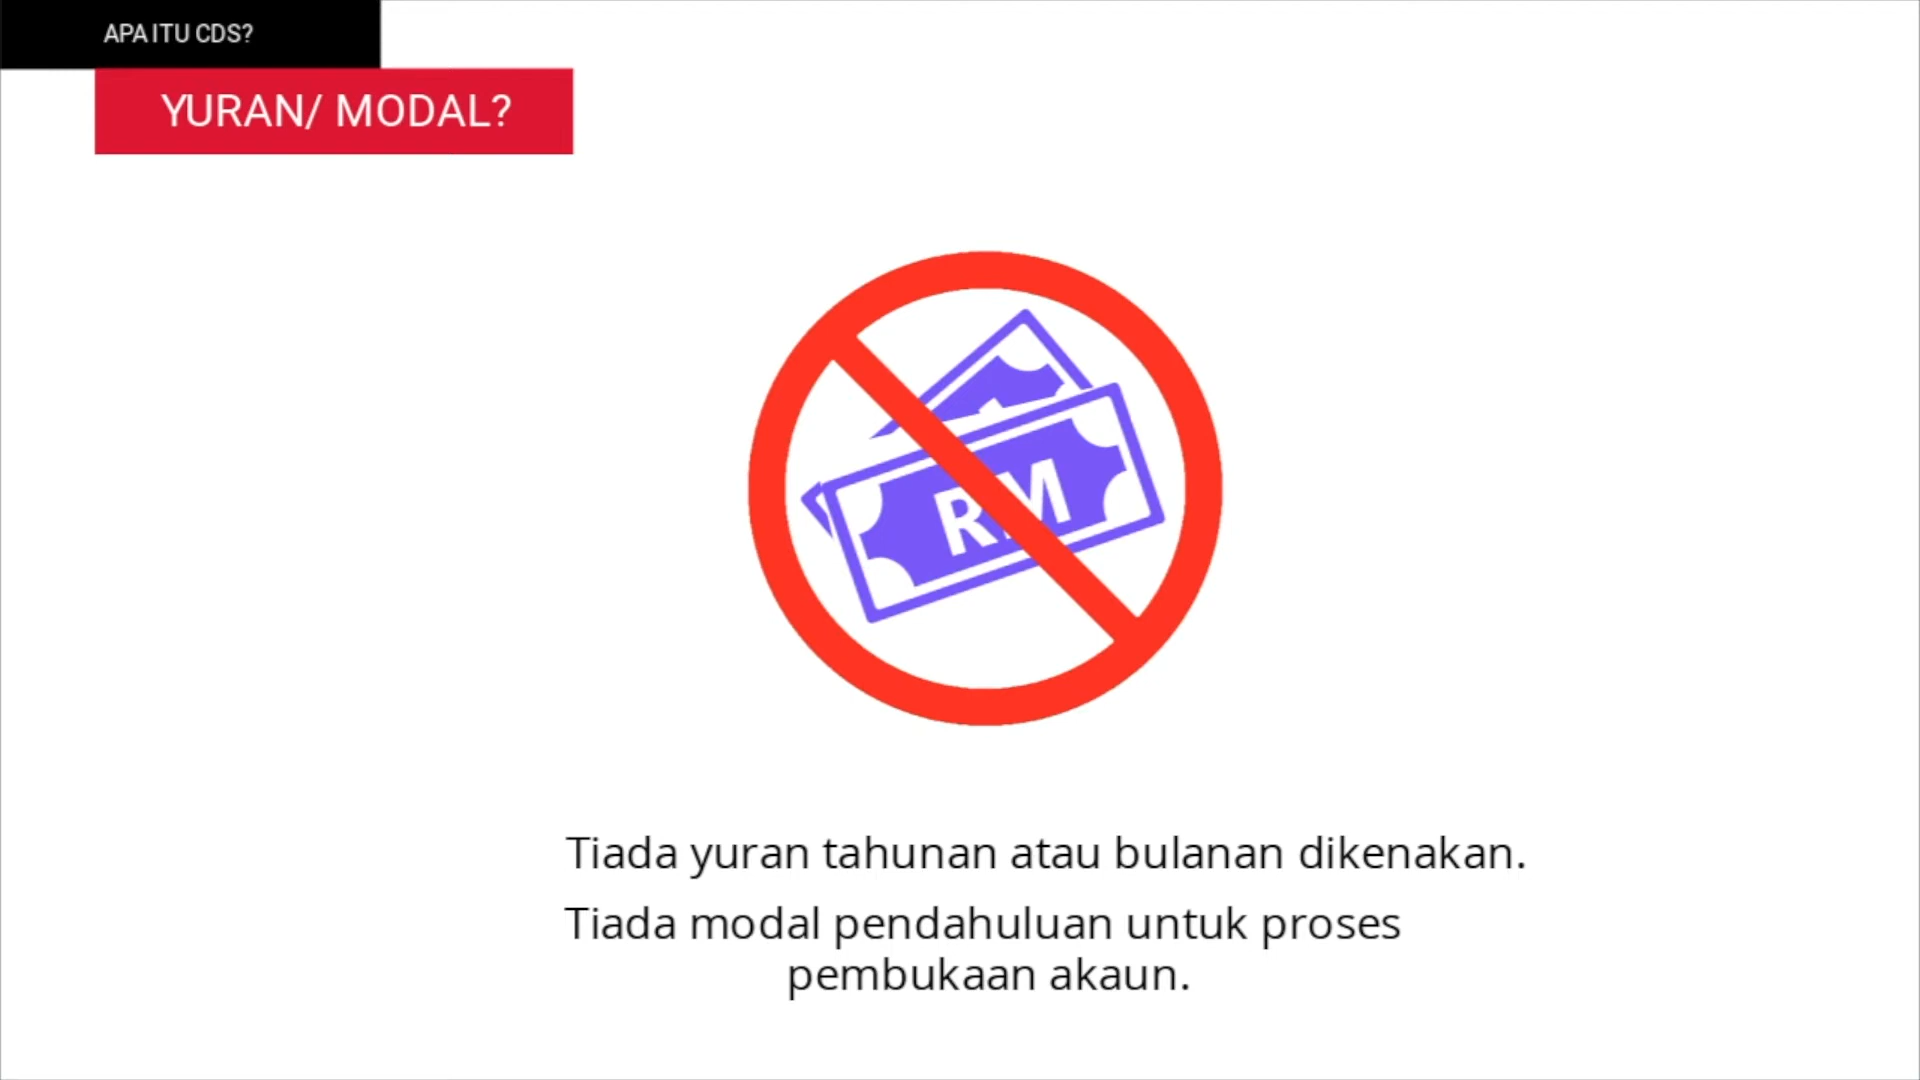 APA ITU CDS?
YURAN/ MODAL?
RM
Tiada yuran tahunan atau bulanan dikenakan.
Tiada modal pendahuluan untuk proses
pembukaan akaun.